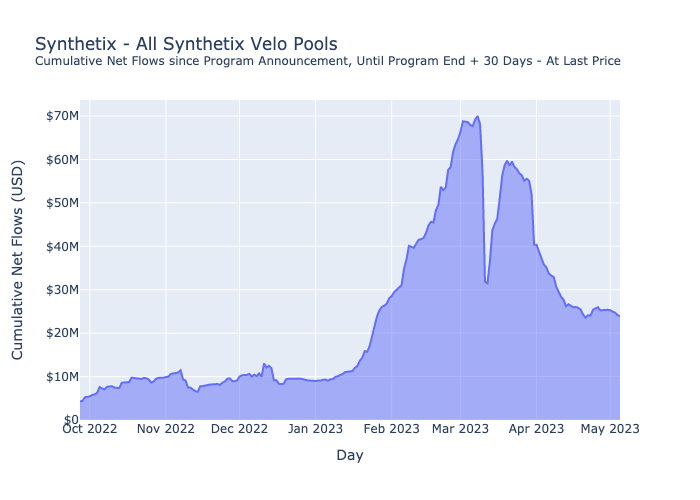 Synthetix - All Synthetix Velo Pools
Cumulative Net Flows since Program Announcement, Until Program End + 30 Days - At Last Price
Cumulative Net Flows (USD)
$70M
$60M
$50M
$40M
$30M
$20M
$10M
$0
Oct 2022 Nov 2022 Dec 2022 Jan 2023 Feb 2023 Mar 2023 Apr 2023 May 2023
Day